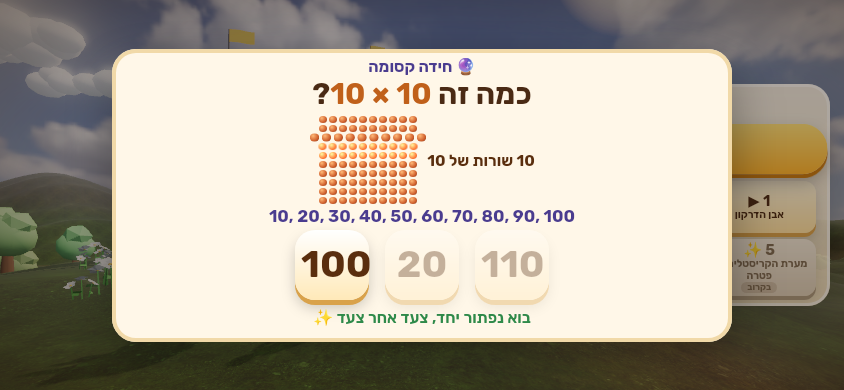 🔮 חידה קסומה
כמה זה 10 × 10?
10 שורות של 10
10, 20, 30, 40, 50, 60, 70, 80, 90, 100
100 20 110
בוא נפתור יחד, צעד אחר צעד ✨
▶ 1
אבן הדרקון
✨ 5
מערת הקריסטלים
פטרה
בקרוב